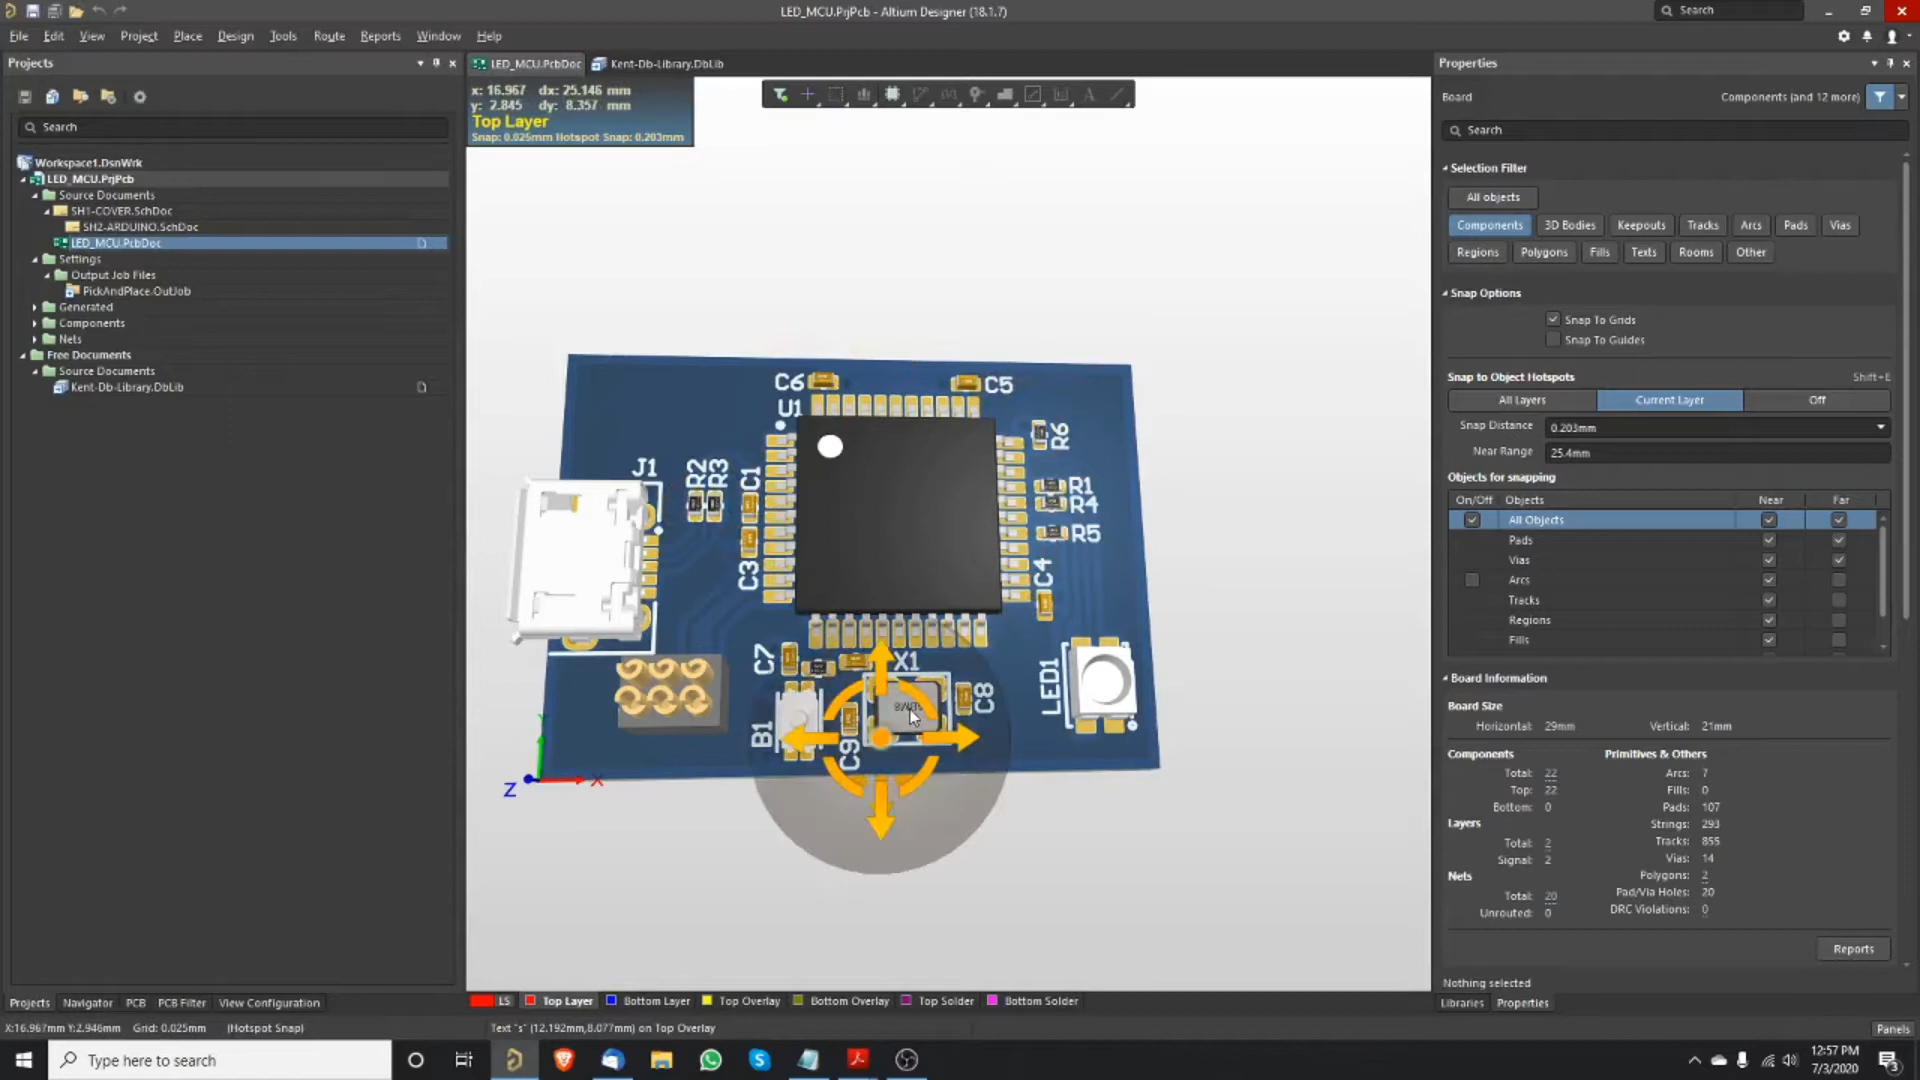 LED_MCU.PrjPcb - Altium Designer (18.1.7)
Search
File Edit View Project Place Design Tools Route Reports Window Help
Projects
Search
Workspace1.DsnWrk
LED_MCU.PrjPcb
Source Documents
SH1-COVER.SchDoc
SH2-ARDUINO.SchDoc
LED_MCU.PcbDoc
Settings
Output Job Files
PickAndPlace.OutJob
Generated
Components
Nets
Free Documents
Source Documents
Kent-Db-Library.DbLib
Projects Navigator PCB PCB Filter View Configuration
LED_MCU.PcbDoc Kent-Db-Library.DbLib
x: 16.967 dx: 25.146 mm
y: 2.845 dy: 8.357 mm
Top Layer
Snap: 0.025mm Hotspot Snap: 0.203mm
C6 C5
U1
R6
J1 R2 R3 C1
R1
R4
R5
C3 C4
C7 X1
C8 LED1
B1 C9
Y
Z X
LS Top Layer Bottom Layer Top Overlay Bottom Overlay Top Solder Bottom Solder
Properties
Board Components (and 12 more)
Search
Selection Filter
All objects
Components 3D Bodies Keepouts Tracks Arcs Pads Vias
Regions Polygons Fills Texts Rooms Other
Snap Options
Snap To Grids
Snap To Guides
Snap to Object Hotspots Shift+E
All Layers Current Layer Off
Snap Distance 0.203mm
Near Range 25.4mm
Objects for snapping
On/Off Objects Near Far
All Objects
Pads
Vias
Arcs
Tracks
Regions
Fills
Board Information
Board Size
Horizontal: 29mm Vertical: 21mm
Components Primitives & Others
Total: 22 Arcs: 7
Top: 22 Fills: 0
Bottom: 0 Pads: 107
Layers Strings: 293
Total: 2 Tracks: 855
Signal: 2 Vias: 14
Nets Polygons: 2
Total: 20 Pad/Via Holes: 20
Unrouted: 0 DRC Violations: 0
Reports
Nothing selected
Libraries Properties
X:16.967mm Y:2.946mm Grid: 0.025mm (Hotspot Snap) Text "s" (12.192mm,8.077mm) on Top Overlay Panels
Type here to search
12:57 PM
7/3/2020
3